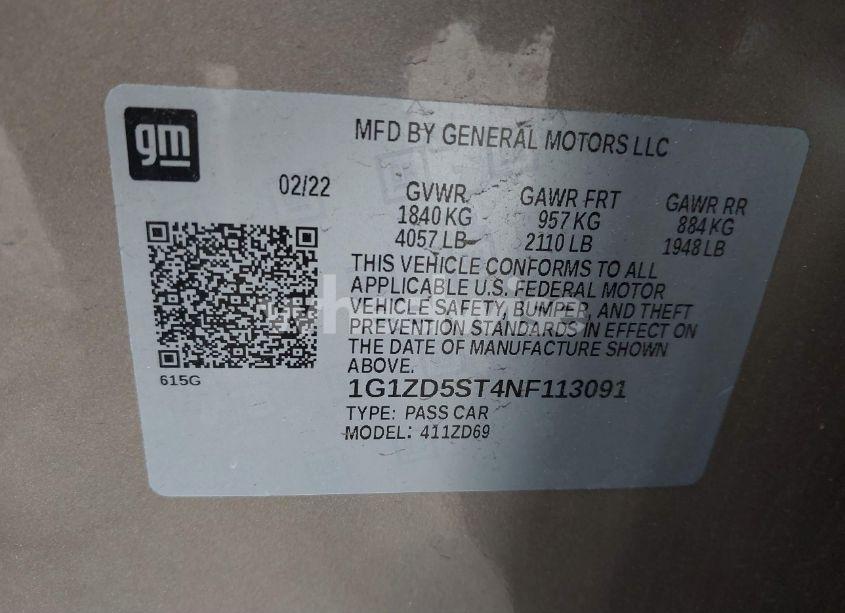 gm
MFD BY GENERAL MOTORS LLC
02/22
GVWR GAWR FRT GAWR RR
1840 KG 957 KG 884 KG
4057 LB 2110 LB 1948 LB
THIS VEHICLE CONFORMS TO ALL
APPLICABLE U.S. FEDERAL MOTOR
VEHICLE SAFETY, BUMPER, AND THEFT
PREVENTION STANDARDS IN EFFECT ON
THE DATE OF MANUFACTURE SHOWN
ABOVE.
615G
1G1ZD5ST4NF113091
TYPE: PASS CAR
MODEL: 411ZD69